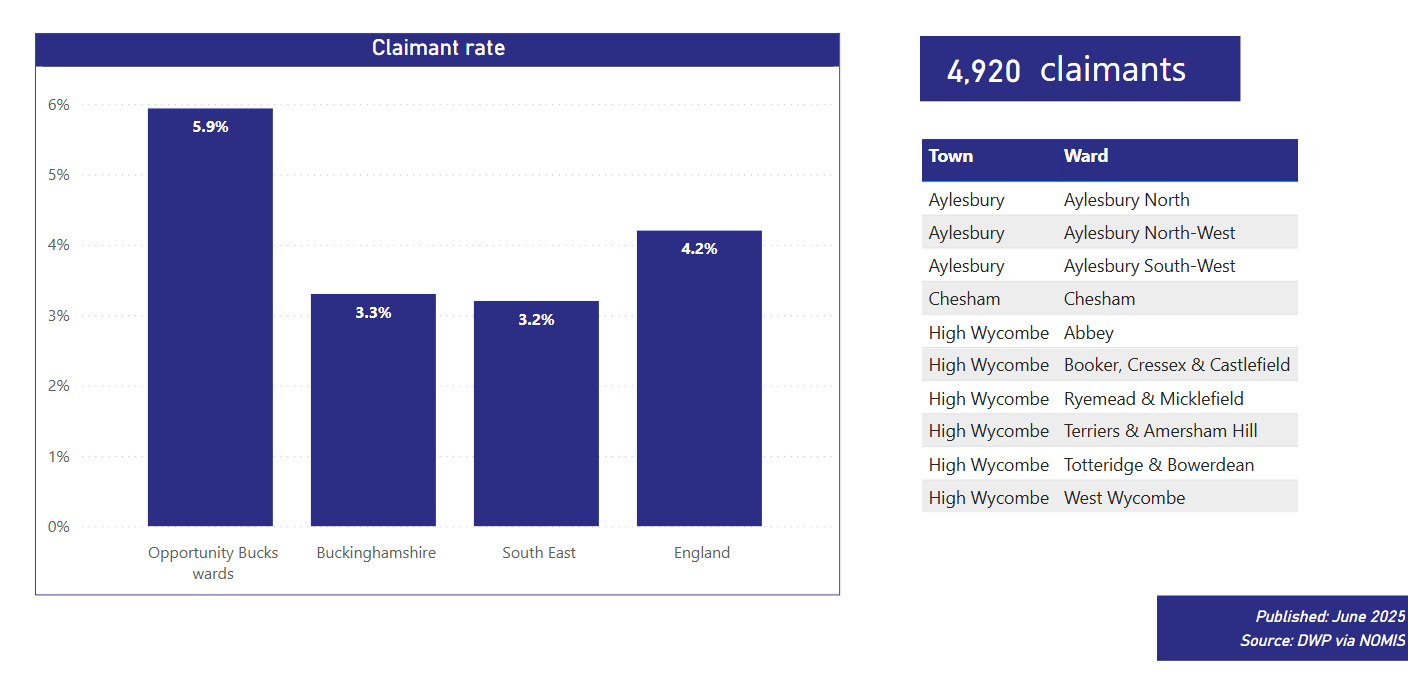 Claimant rate
6%
5%
4%
3%
2%
1%
0%
5.9%
3.3%
3.2%
4.2%
Opportunity Bucks
wards
Buckinghamshire
South East
England
4,920 claimants
Town Ward
Aylesbury Aylesbury North
Aylesbury Aylesbury North-West
Aylesbury Aylesbury South-West
Chesham Chesham
High Wycombe Abbey
High Wycombe Booker, Cressex & Castlefield
High Wycombe Ryemead & Micklefield
High Wycombe Terriers & Amersham Hill
High Wycombe Totteridge & Bowerdean
High Wycombe West Wycombe
Published: June 2025
Source: DWP via NOMIS